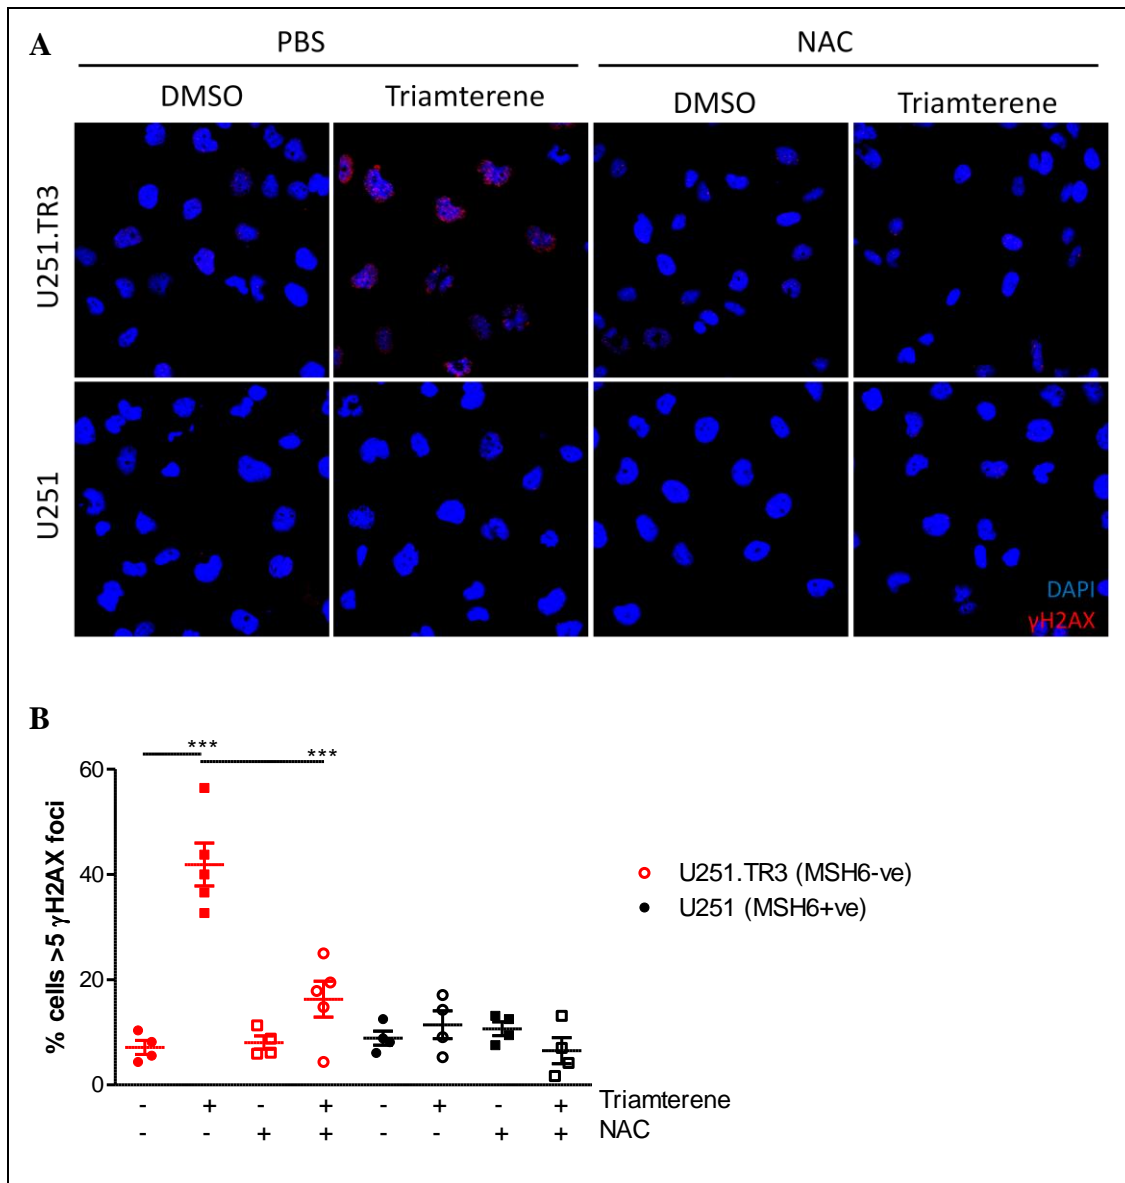 A
PBS
NAC
DMSO
Triamterene
DMSO
Triamterene
U251.TR3
U251
DAPI
γH2AX
B
***
***
% cells >5 γH2AX foci
60
40
20
0
U251.TR3 (MSH6-ve)
U251 (MSH6+ve)
- + - + - + - + Triamterene
- - + + - - + + NAC